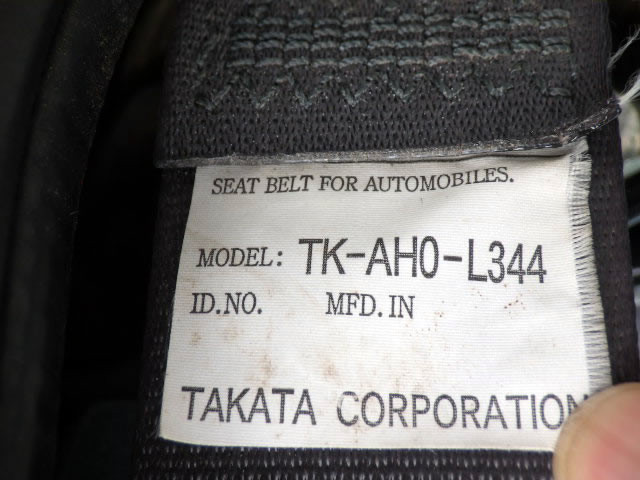 SEAT BELT FOR AUTOMOBILES.
MODEL: TK-AH0-L344
ID.NO. MFD.IN
TAKATA CORPORATION